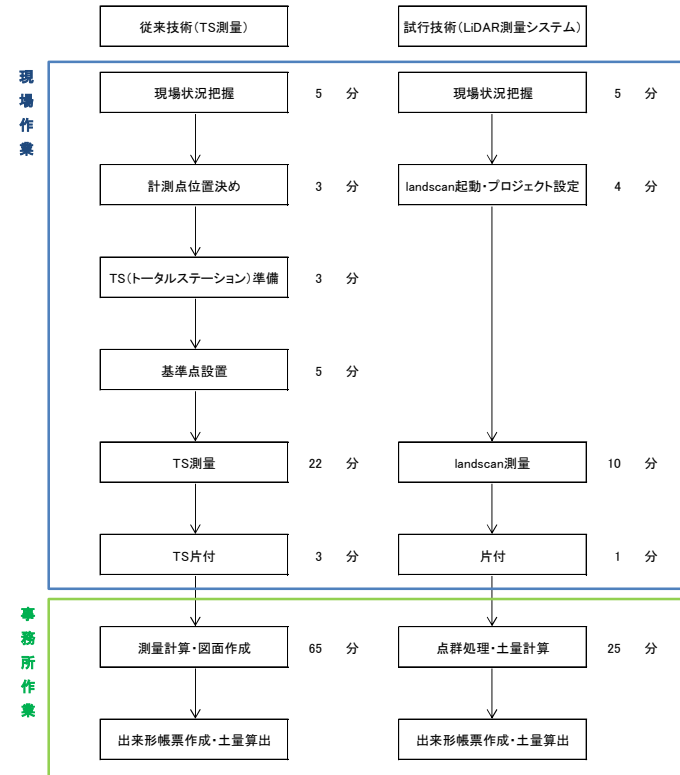 従来技術(TS測量)
試行技術(LiDAR測量システム)
現場作業
現場状況把握 5 分
現場状況把握 5 分
計測点位置決め 3 分
landscan起動・プロジェクト設定 4 分
TS(トータルステーション)準備 3 分
基準点設置 5 分
TS測量 22 分
landscan測量 10 分
TS片付 3 分
片付 1 分
事務所作業
測量計算・図面作成 65 分
点群処理・土量計算 25 分
出来形帳票作成・土量算出
出来形帳票作成・土量算出